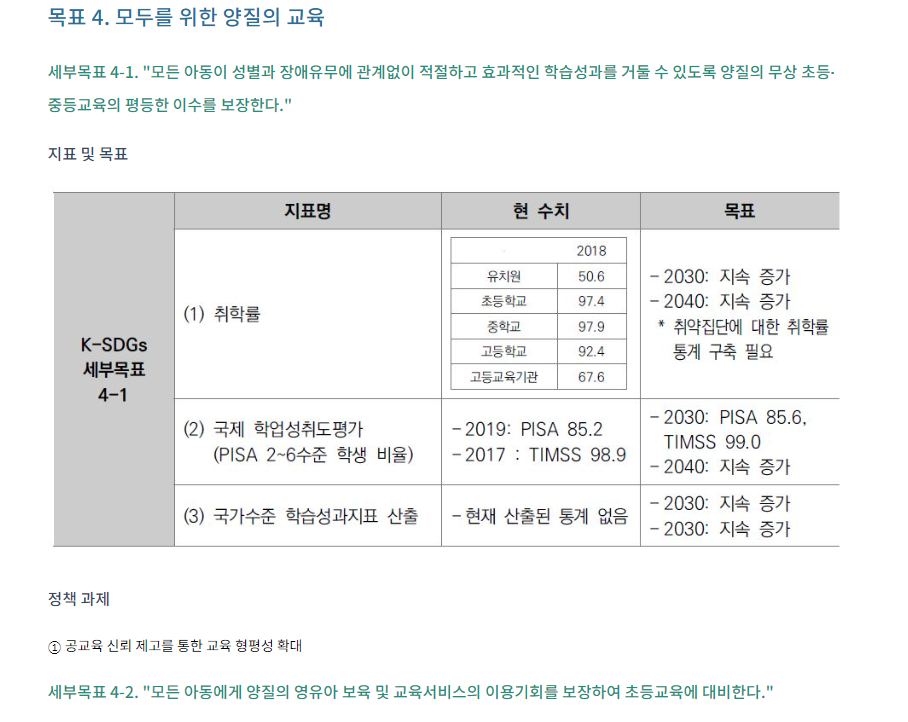 목표 4. 모두를 위한 양질의 교육
세부목표 4-1. "모든 아동이 성별과 장애유무에 관계없이 적절하고 효과적인 학습성과를 거둘 수 있도록 양질의 무상 초등·
중등교육의 평등한 이수를 보장한다."
지표 및 목표
지표명 현 수치 목표
K-SDGs
세부목표
4-1
(1) 취학률
2018
유치원 50.6
초등학교 97.4
중학교 97.9
고등학교 92.4
고등교육기관 67.6
- 2030: 지속 증가
- 2040: 지속 증가
* 취약집단에 대한 취학률
통계 구축 필요
(2) 국제 학업성취도평가
(PISA 2~6수준 학생 비율)
- 2019: PISA 85.2
- 2017 : TIMSS 98.9
- 2030: PISA 85.6,
TIMSS 99.0
- 2040: 지속 증가
(3) 국가수준 학습성과지표 산출
- 현재 산출된 통계 없음
- 2030: 지속 증가
- 2030: 지속 증가
정책 과제
① 공교육 신뢰 제고를 통한 교육 형평성 확대
세부목표 4-2. "모든 아동에게 양질의 영유아 보육 및 교육서비스의 이용기회를 보장하여 초등교육에 대비한다."